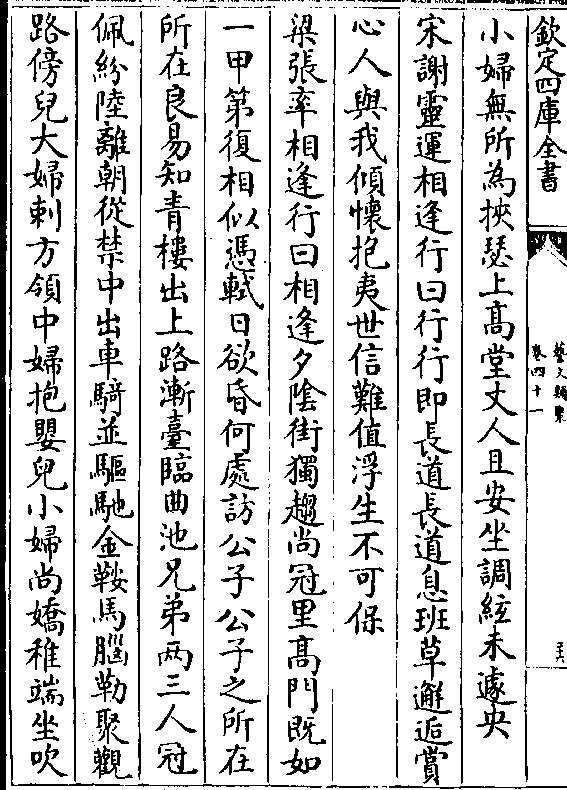 欽定四庫全書
藝文類聚
卷四十一
小婦無所為挾瑟上髙堂丈人且安坐調絃未遽央
宋謝靈運相逢行曰行行即長道長道息班草邂逅賞
心人與我傾懷抱夷世信難值浮生不可保
梁張率相逢行曰相逢夕陰街獨趨尚冠里髙門既如
一甲第復相似憑軾日欲昏何處訪公子公子之所在
所在良易知青樓出上路漸臺臨曲池兄弟兩三人冠
佩紛陸離朝從禁中出車騎並驅馳金鞍馬腦勒聚觀
路傍兒大婦刺方領中婦抱嬰兒小婦尚嬌稚端坐吹